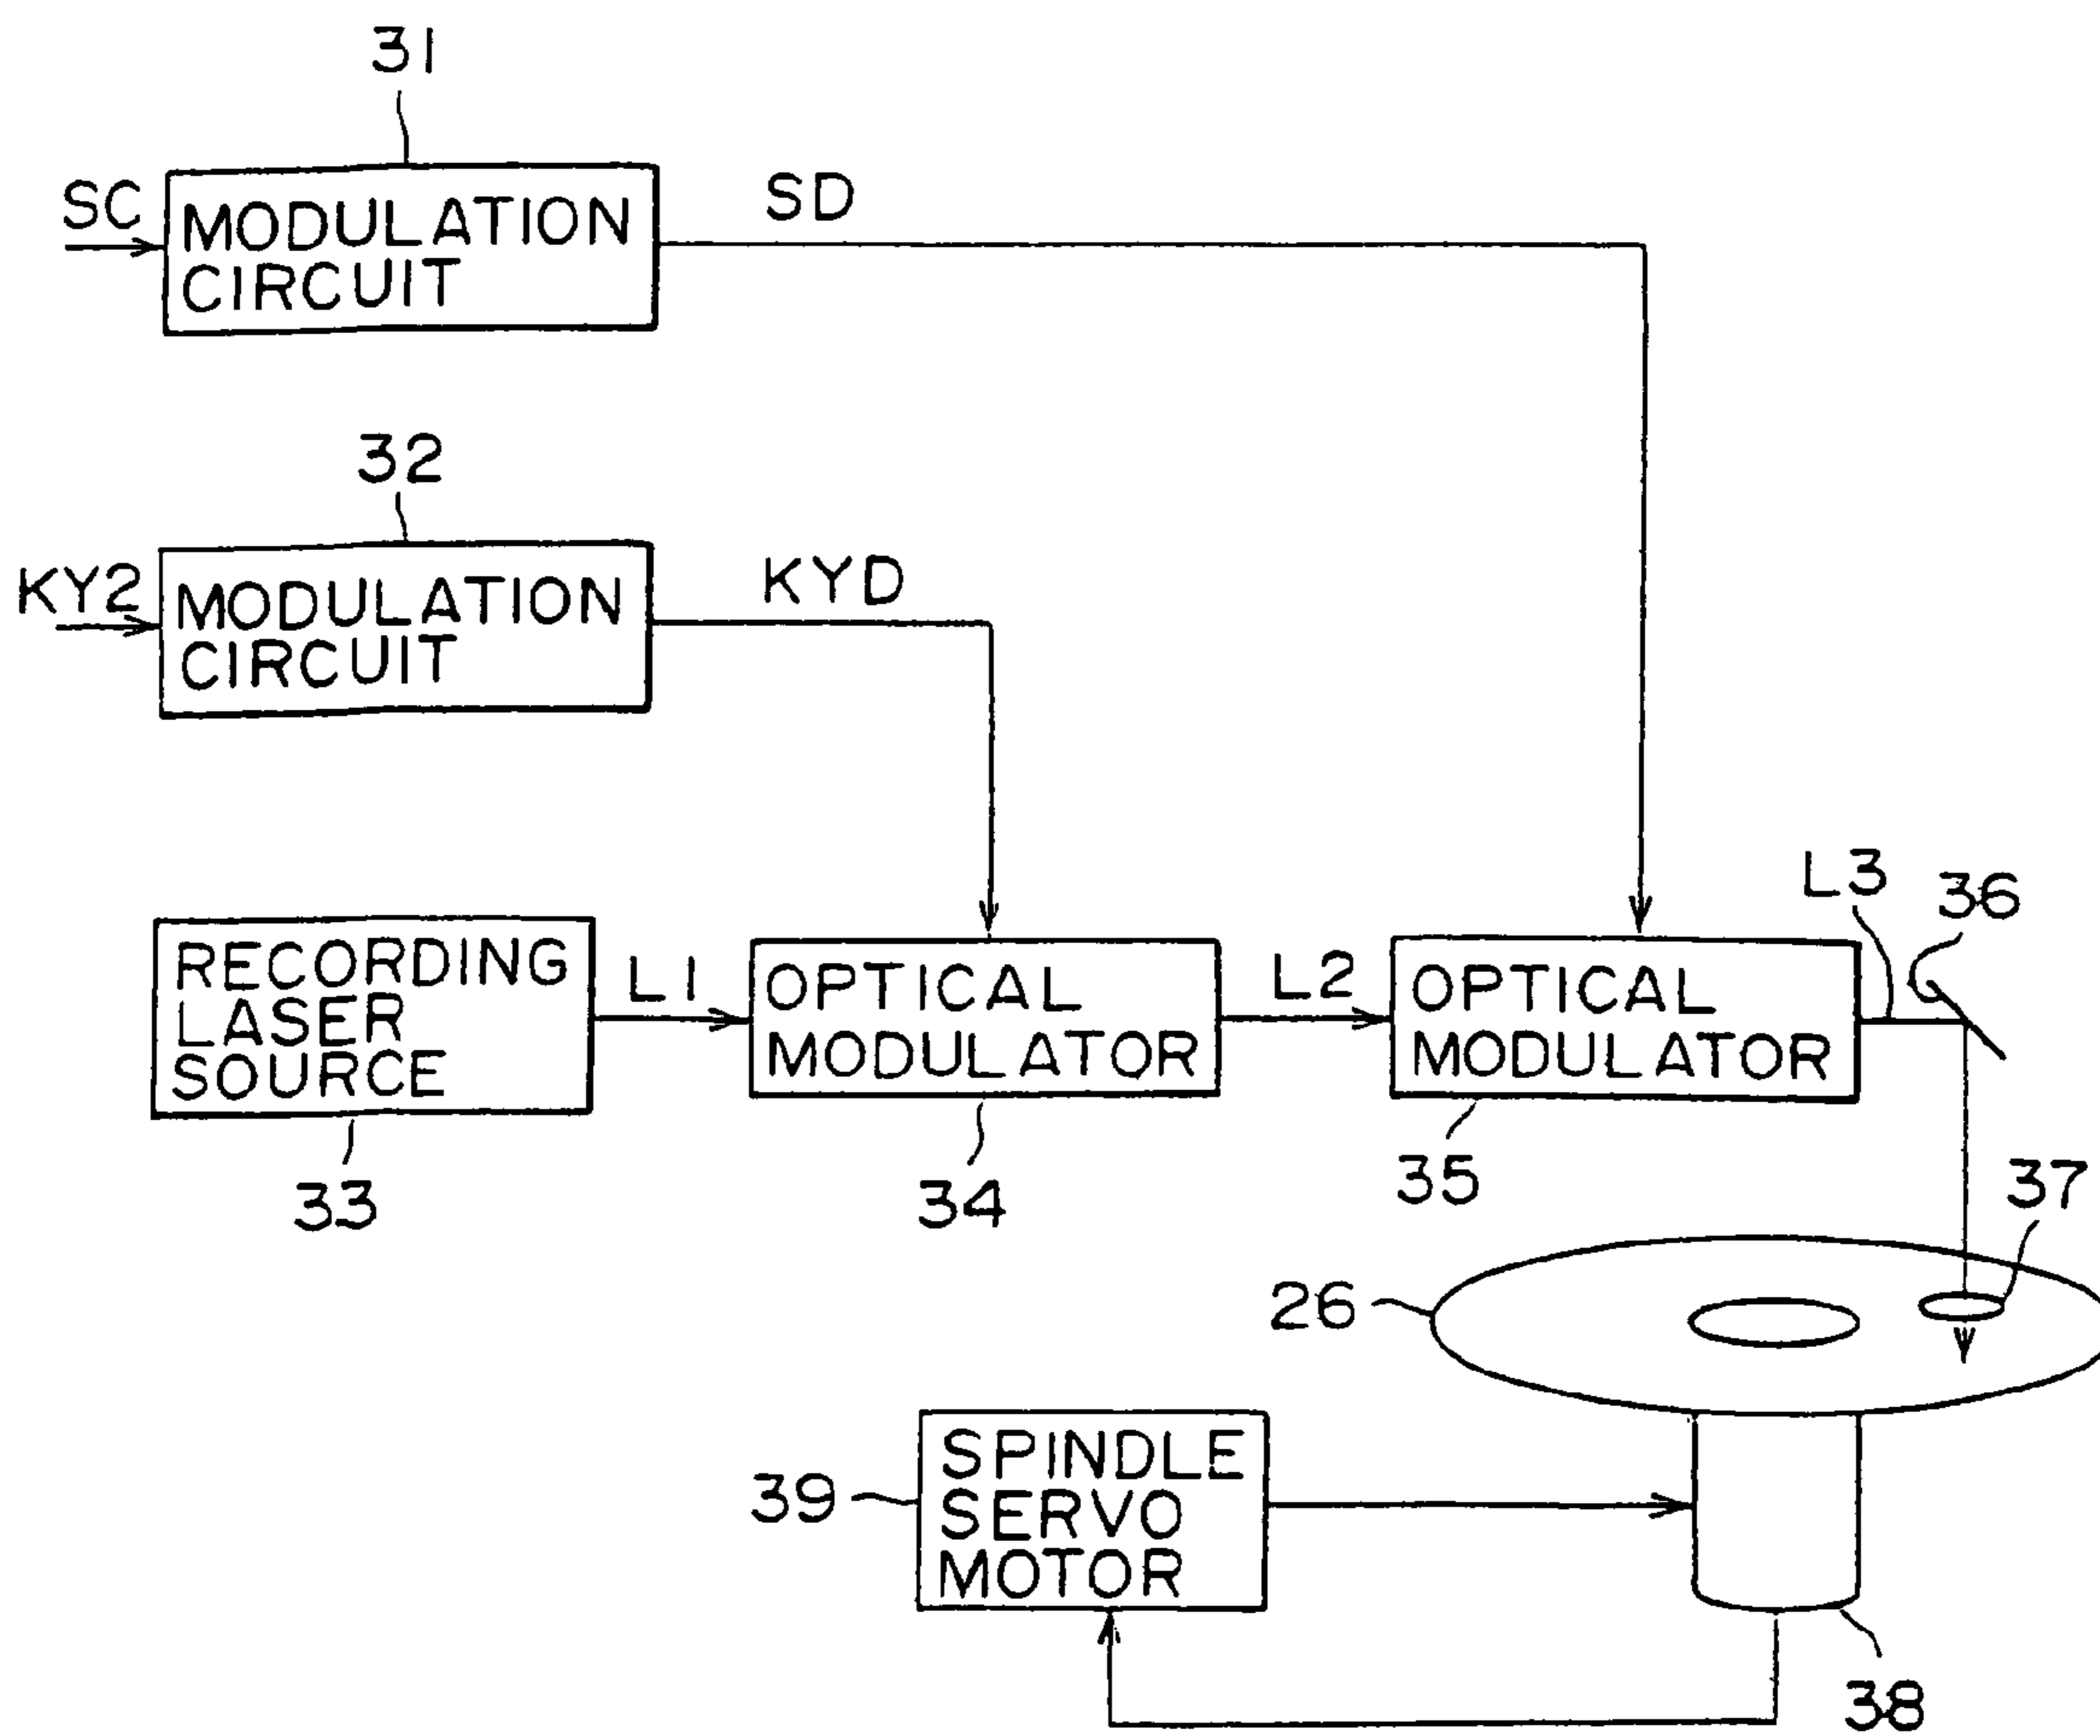 31
SC
MODULATION
CIRCUIT
SD
32
KY2
MODULATION
CIRCUIT
KYD
RECORDING
LASER
SOURCE
33
L1
OPTICAL
MODULATOR
34
L2
OPTICAL
MODULATOR
35
L3
36
37
26
SPINDLE
SERVO
MOTOR
39
38